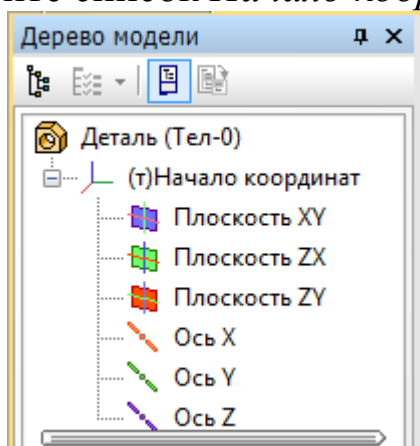 Дерево модели
Деталь (Тел-0)
(т)Начало координат
Плоскость XY
Плоскость ZX
Плоскость ZY
Ось X
Ось Y
Ось Z